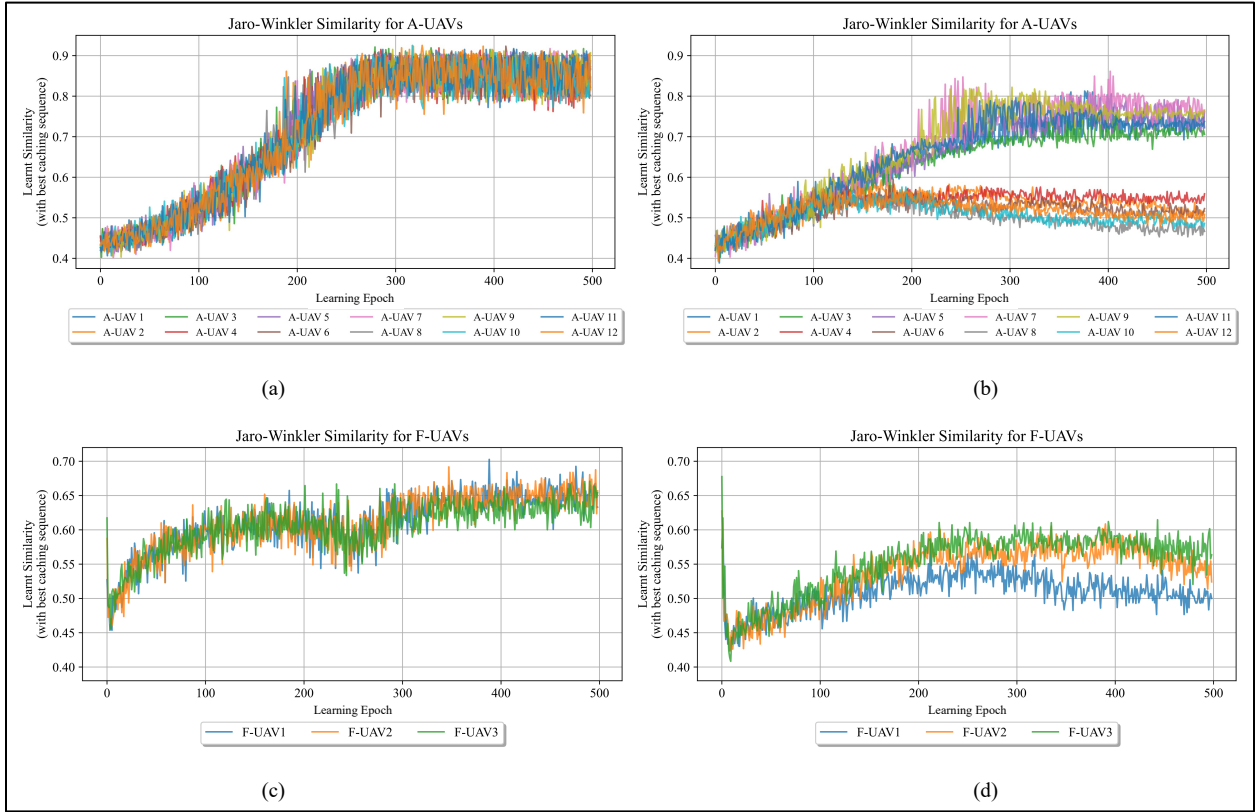 Jaro-Winkler Similarity for A-UAVs
Learnt Similarity
(with best caching sequence)
0.9
0.8
0.7
0.6
0.5
0.4
0 100 200 300 400 500
Learning Epoch
A-UAV 1 A-UAV 3 A-UAV 5 A-UAV 7 A-UAV 9 A-UAV 11
A-UAV 2 A-UAV 4 A-UAV 6 A-UAV 8 A-UAV 10 A-UAV 12
(a)
Jaro-Winkler Similarity for A-UAVs
Learnt Similarity
(with best caching sequence)
0.9
0.8
0.7
0.6
0.5
0.4
0 100 200 300 400 500
Learning Epoch
A-UAV 1 A-UAV 3 A-UAV 5 A-UAV 7 A-UAV 9 A-UAV 11
A-UAV 2 A-UAV 4 A-UAV 6 A-UAV 8 A-UAV 10 A-UAV 12
(b)
Jaro-Winkler Similarity for F-UAVs
Learnt Similarity
(with best caching sequence)
0.70
0.65
0.60
0.55
0.50
0.45
0.40
0 100 200 300 400 500
Learning Epoch
F-UAV1 F-UAV2 F-UAV3
(c)
Jaro-Winkler Similarity for F-UAVs
Learnt Similarity
(with best caching sequence)
0.70
0.65
0.60
0.55
0.50
0.45
0.40
0 100 200 300 400 500
Learning Epoch
F-UAV1 F-UAV2 F-UAV3
(d)